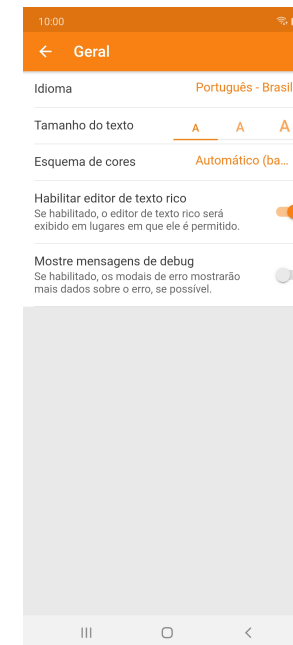 10:00
Geral
Idioma
Português - Brasil
Tamanho do texto
A A A
Esquema de cores
Automático (ba...
Habilitar editor de texto rico
Se habilitado, o editor de texto rico será
exibido em lugares em que ele é permitido.
Mostre mensagens de debug
Se habilitado, os modais de erro mostrarão
mais dados sobre o erro, se possível.